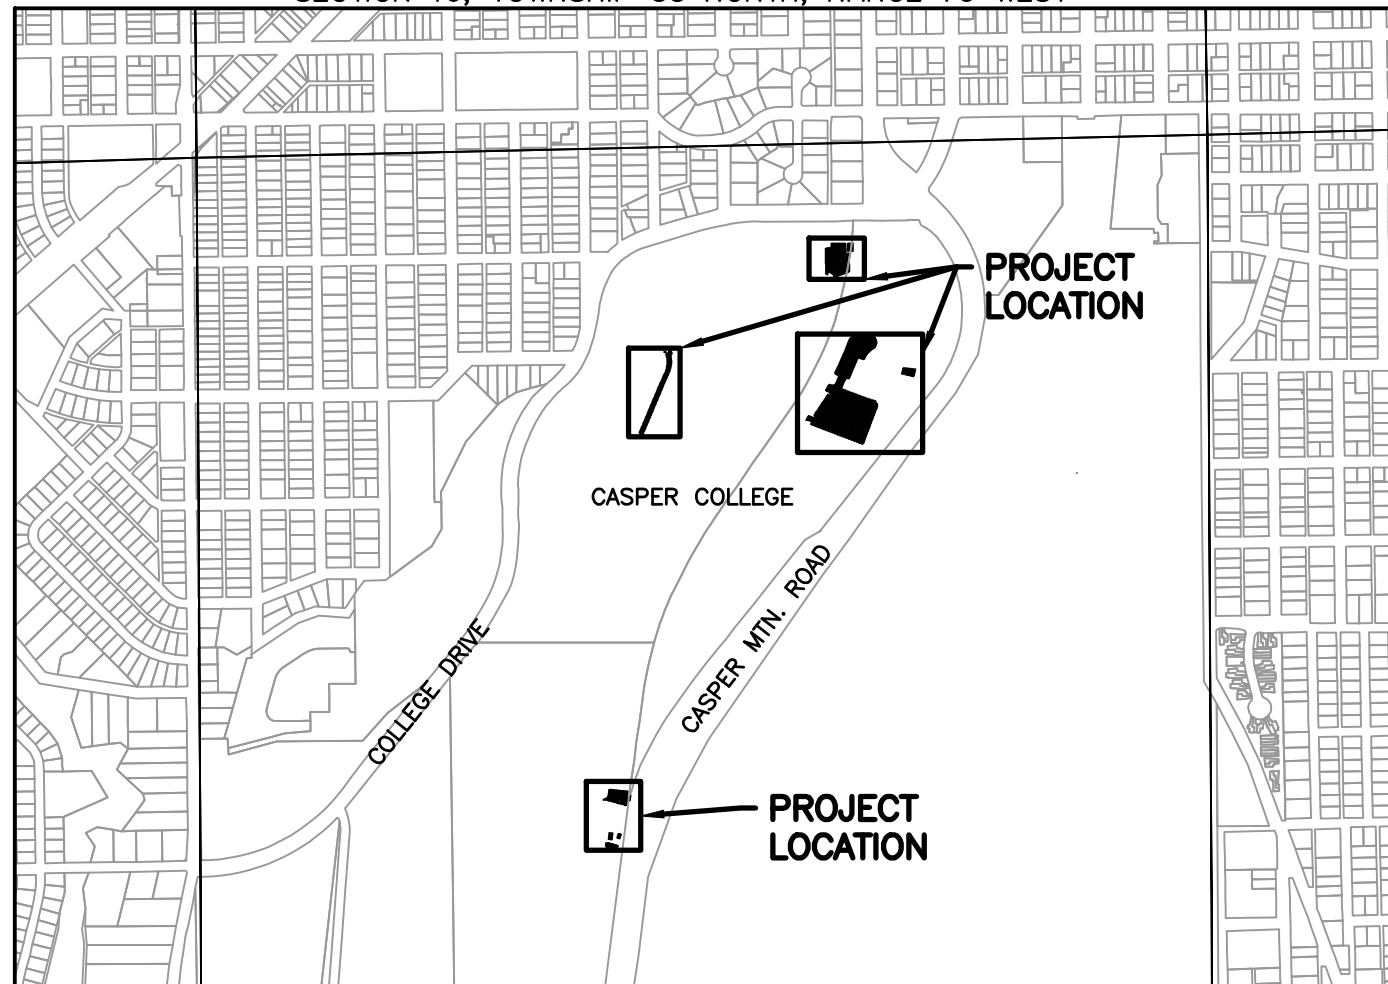 PROJECT
LOCATION
CASPER COLLEGE
CASPER MTN. ROAD
COLLEGE DRIVE
PROJECT
LOCATION